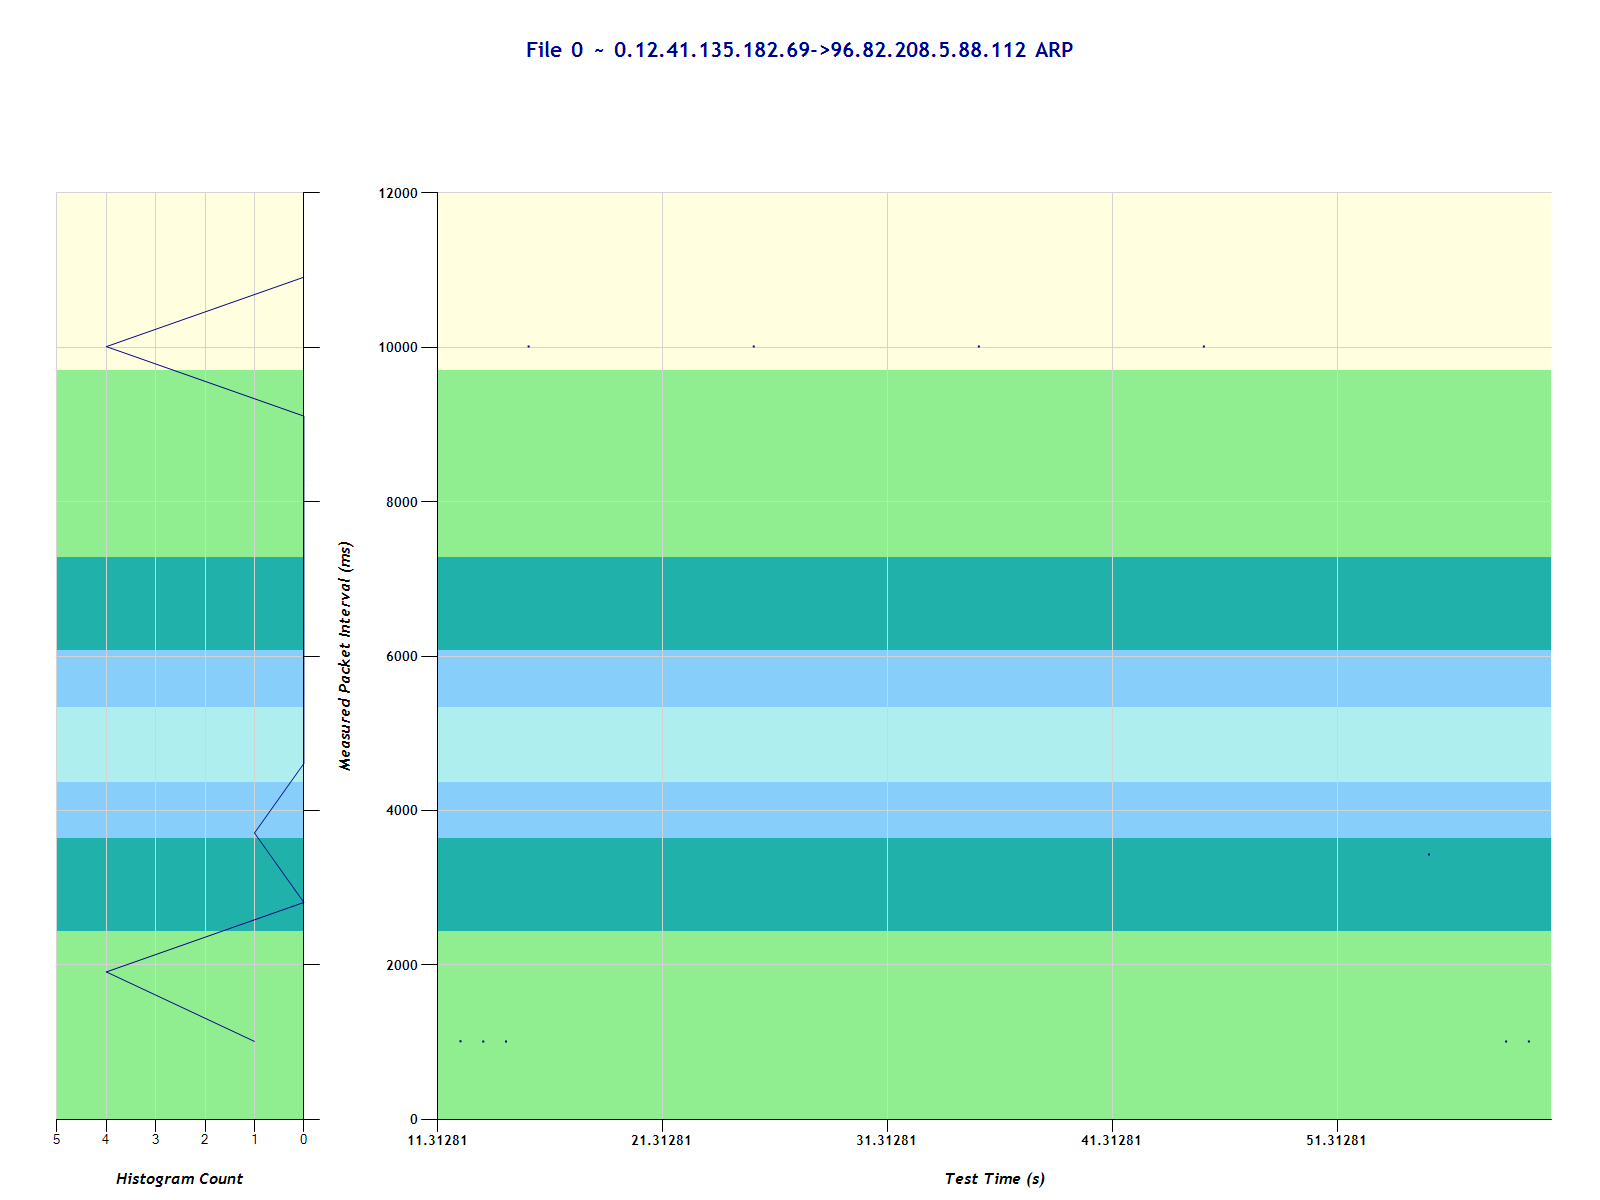 File 0 ~ 0.12.41.135.182.69->96.82.208.5.88.112 ARP
12000
10000
8000
6000
4000
2000
0
Measured Packet Interval (ms)
5 4 3 2 1 0
11.31281 21.31281 31.31281 41.31281 51.31281
Histogram Count
Test Time (s)